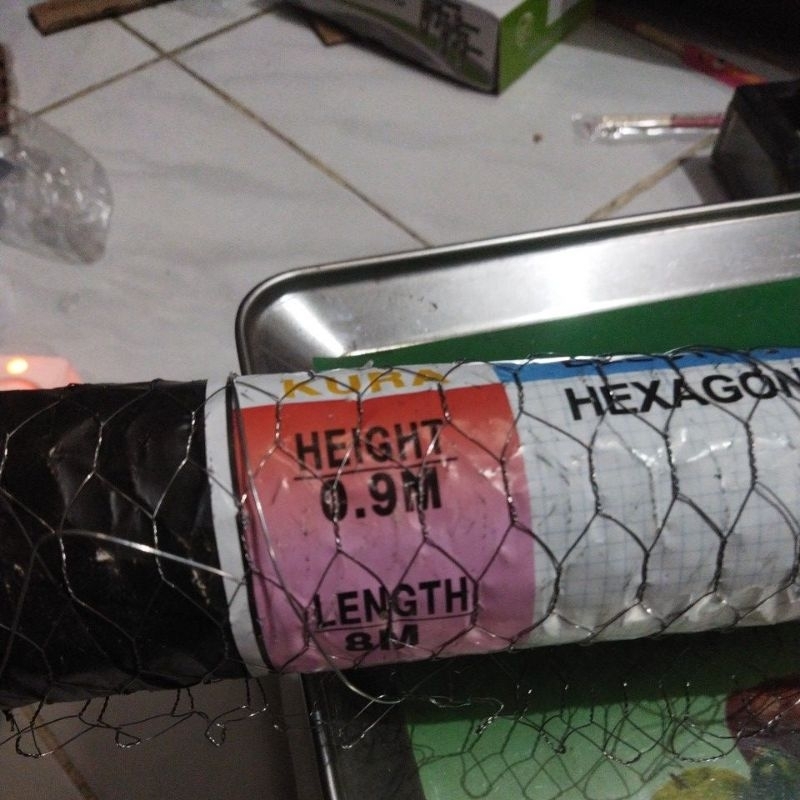 KURA
HEIGHT
0.9M
LENGTH
8M
HEXAGON